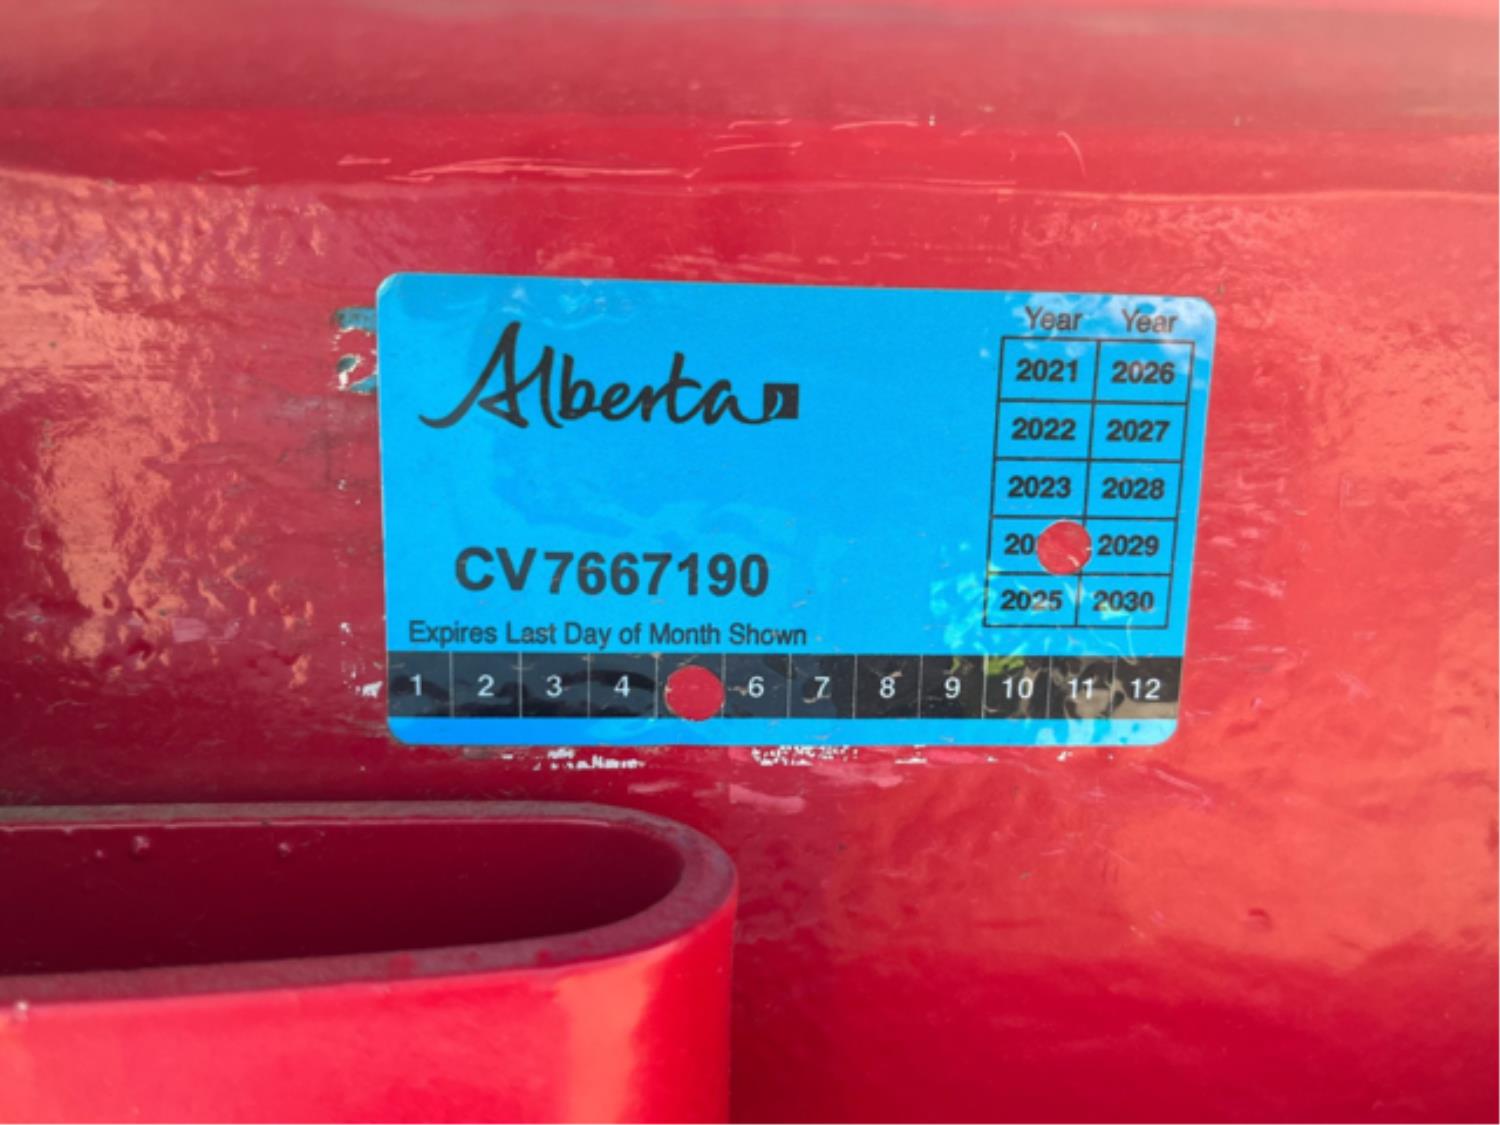 Alberta
Year Year
2021 2026
2022 2027
2023 2028
20 2029
2025 2030
CV7667190
Expires Last Day of Month Shown
1 2 3 4 6 7 8 9 10 11 12